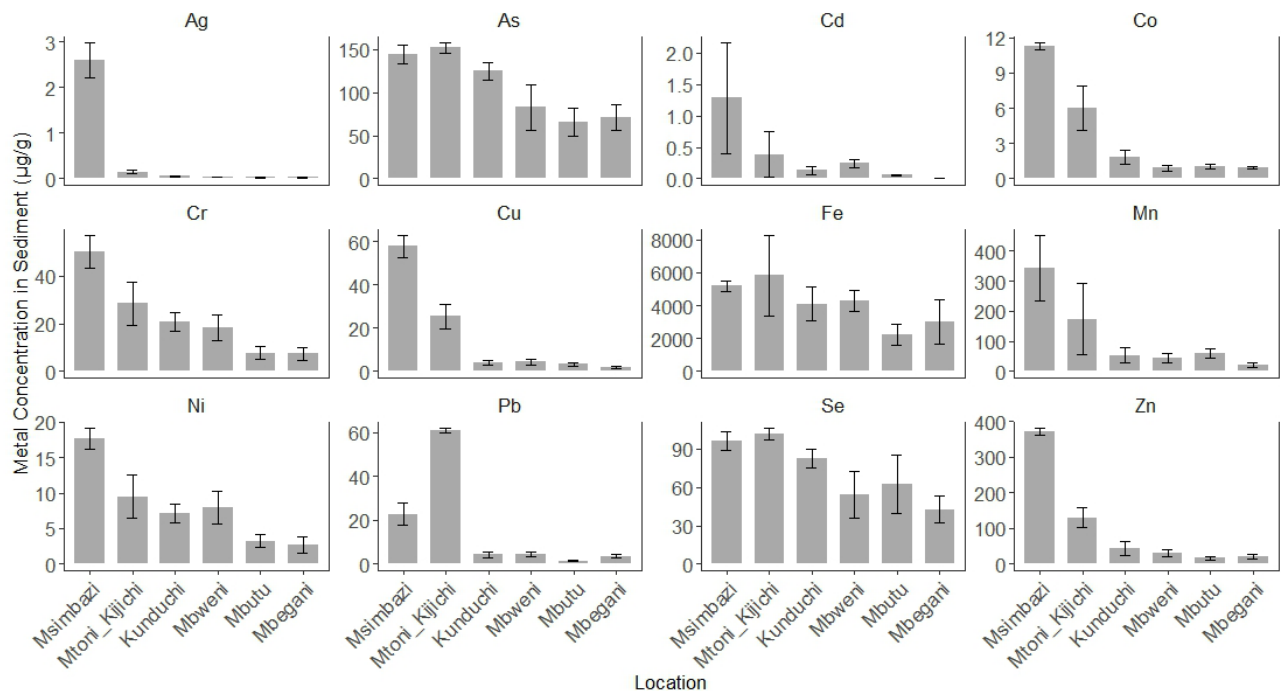 Metal Concentration in Sediment (µg/g)
Ag
3
2
1
0
As
150
100
50
0
Cd
2.0
1.5
1.0
0.5
0.0
Co
12
9
6
3
0
Cr
40
20
0
Cu
60
40
20
0
Fe
8000
6000
4000
2000
0
Mn
400
300
200
100
0
Ni
20
15
10
5
0
Pb
60
40
20
0
Se
90
60
30
0
Zn
400
300
200
100
0
Msimbazi
Mtoni_Kijichi
Kunduchi
Mbweni
Mbutu
Mbegani
Msimbazi
Mtoni_Kijichi
Kunduchi
Mbweni
Mbutu
Mbegani
Msimbazi
Mtoni_Kijichi
Kunduchi
Mbweni
Mbutu
Mbegani
Msimbazi
Mtoni_Kijichi
Kunduchi
Mbweni
Mbutu
Mbegani
Location